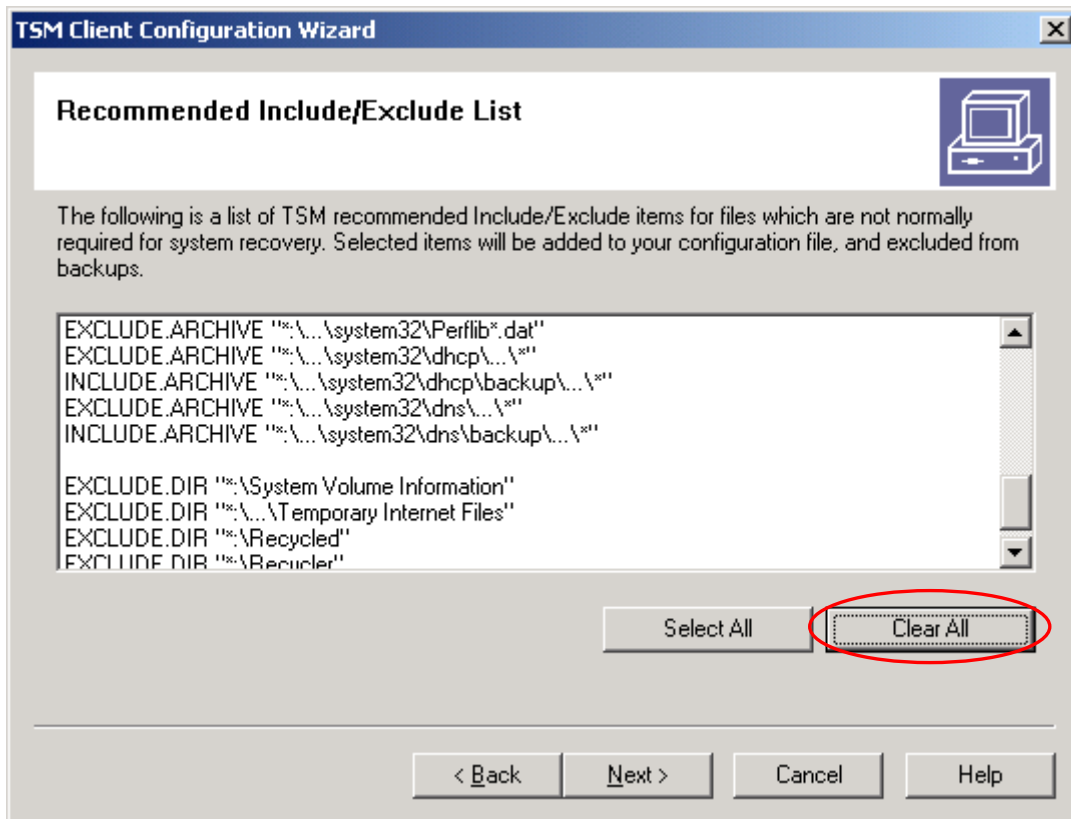 TSM Client Configuration Wizard
Recommended Include/Exclude List
The following is a list of TSM recommended Include/Exclude items for files which are not normally
required for system recovery. Selected items will be added to your configuration file, and excluded from
backups.
EXCLUDE.ARCHIVE "*:\...\system32\Perflib*.dat"
EXCLUDE.ARCHIVE "*:\...\system32\dhcp\...\*"
INCLUDE.ARCHIVE "*:\...\system32\dhcp\backup\...\*"
EXCLUDE.ARCHIVE "*:\...\system32\dns\...\*"
INCLUDE.ARCHIVE "*:\...\system32\dns\backup\...\*"
EXCLUDE.DIR "*:\System Volume Information"
EXCLUDE.DIR "*:\...\Temporary Internet Files"
EXCLUDE.DIR "*:\Recycled"
EXCLUDE.DIR "*:\Recycler"
Select All
Clear All
< Back
Next >
Cancel
Help